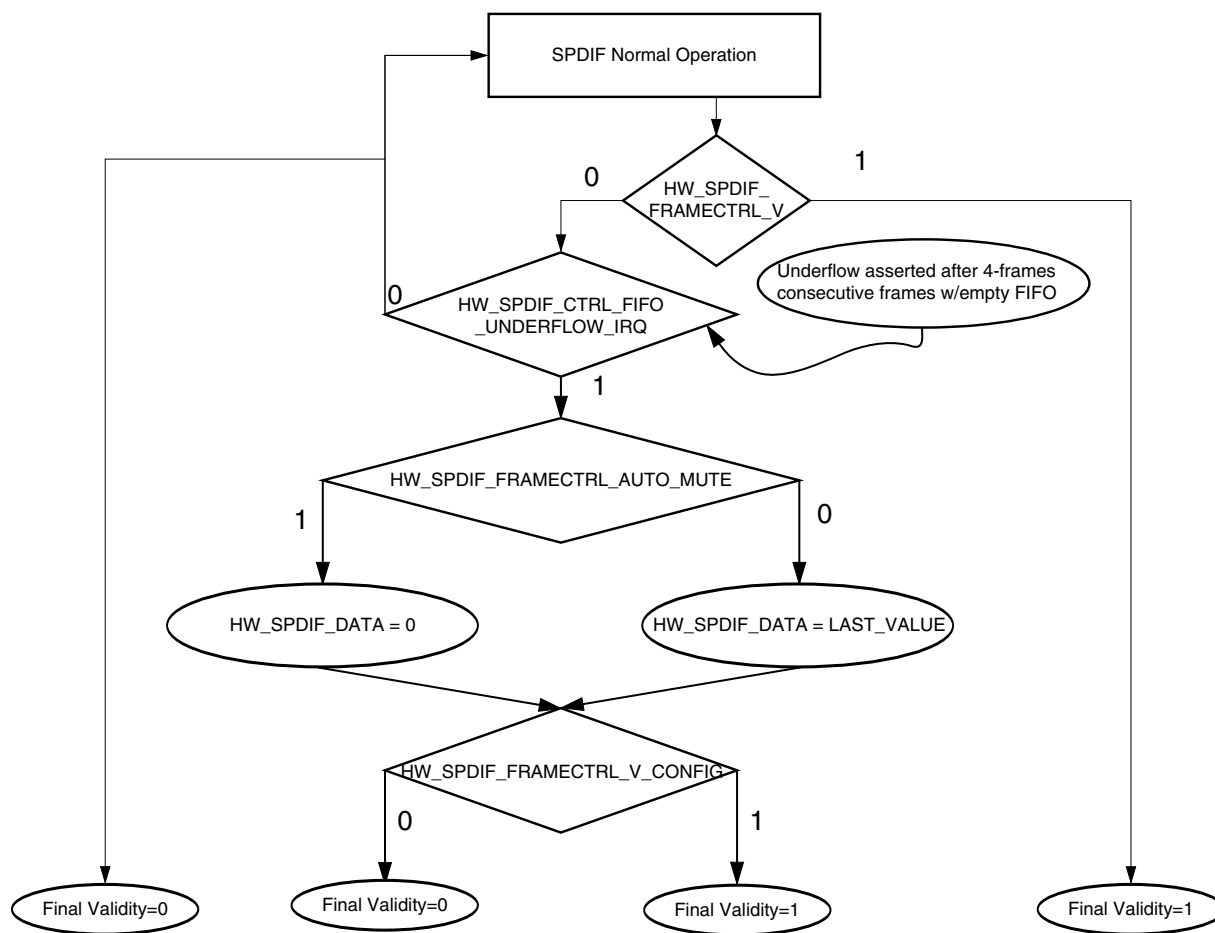 SPDIF Normal Operation
0
1
HW_SPDIF_
FRAMECTRL_V
Underflow asserted after 4-frames
consecutive frames w/empty FIFO
0
HW_SPDIF_CTRL_FIFO
_UNDERFLOW_IRQ
1
HW_SPDIF_FRAMECTRL_AUTO_MUTE
1
0
HW_SPDIF_DATA = 0
HW_SPDIF_DATA = LAST_VALUE
HW_SPDIF_FRAMECTRL_V_CONFIG
0
1
Final Validity=0
Final Validity=0
Final Validity=1
Final Validity=1